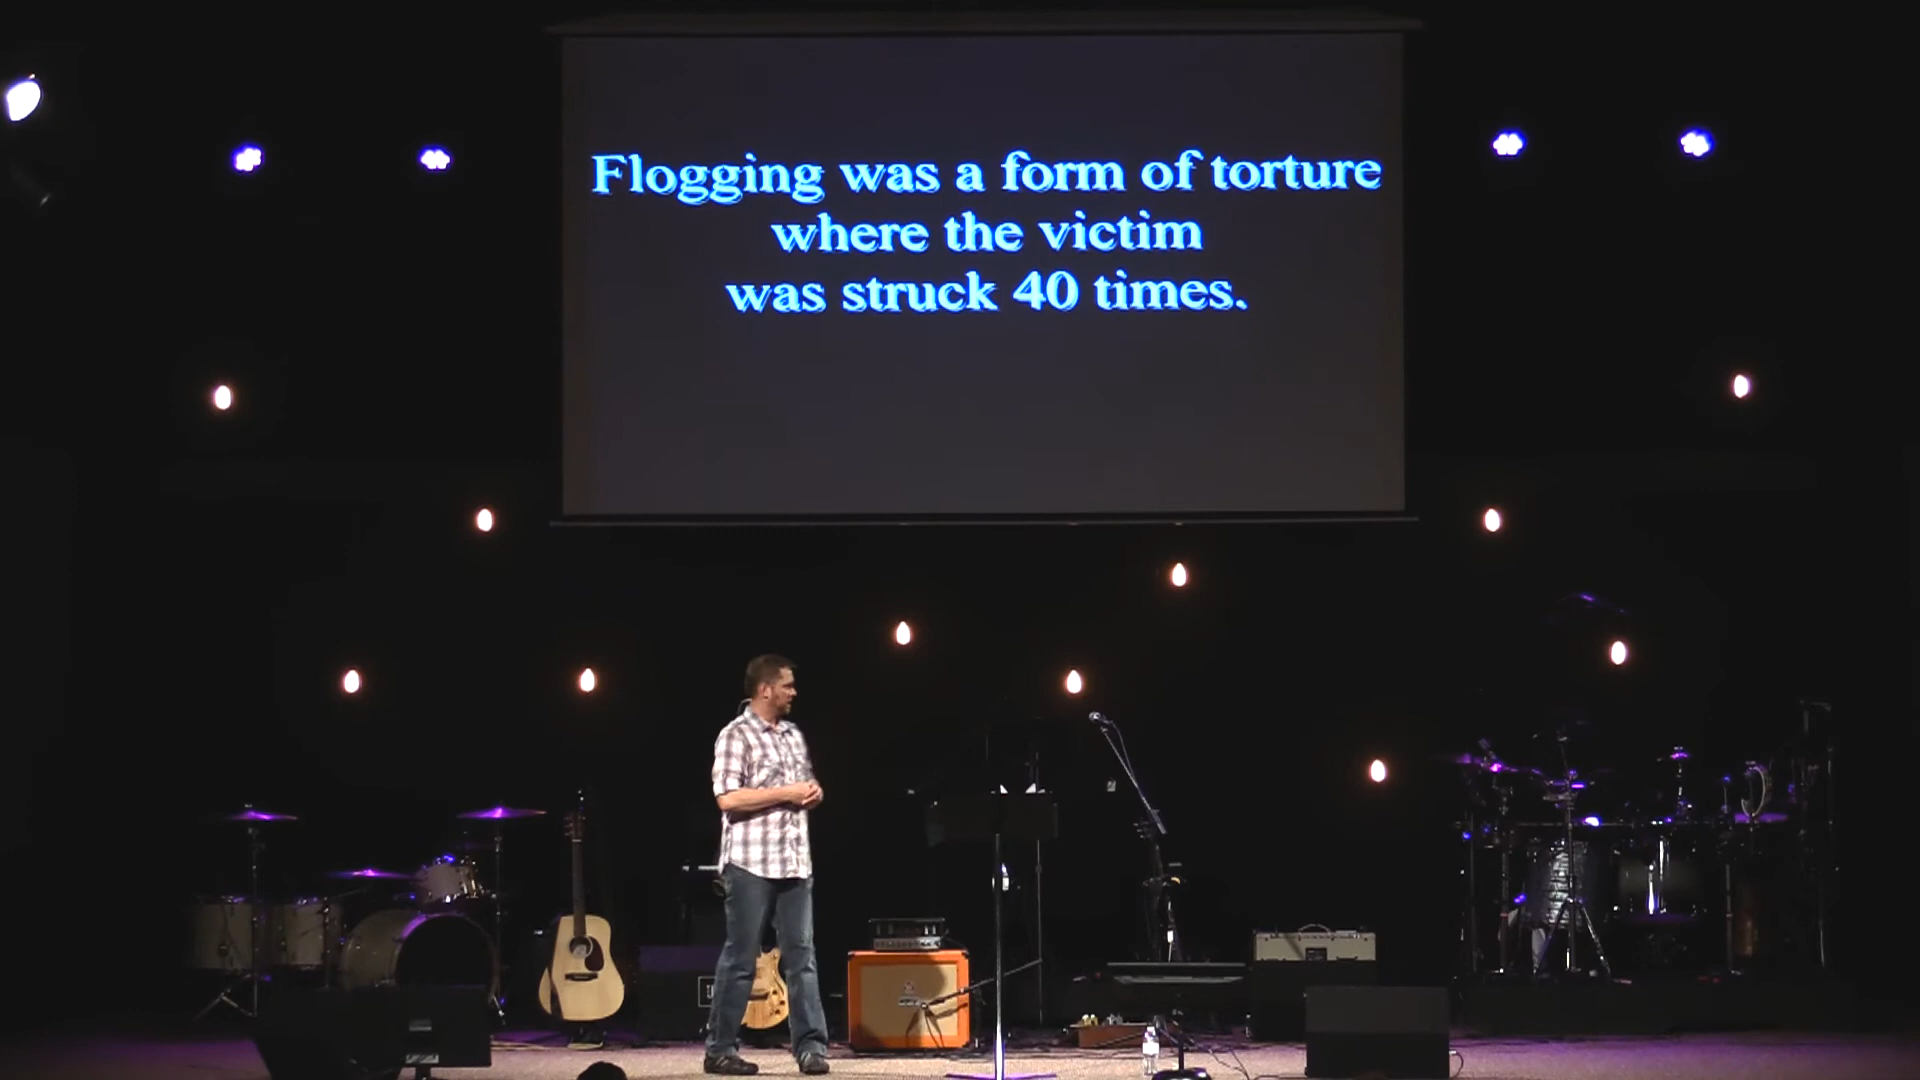 Flogging was a form of torture
where the victim
was struck 40 times.